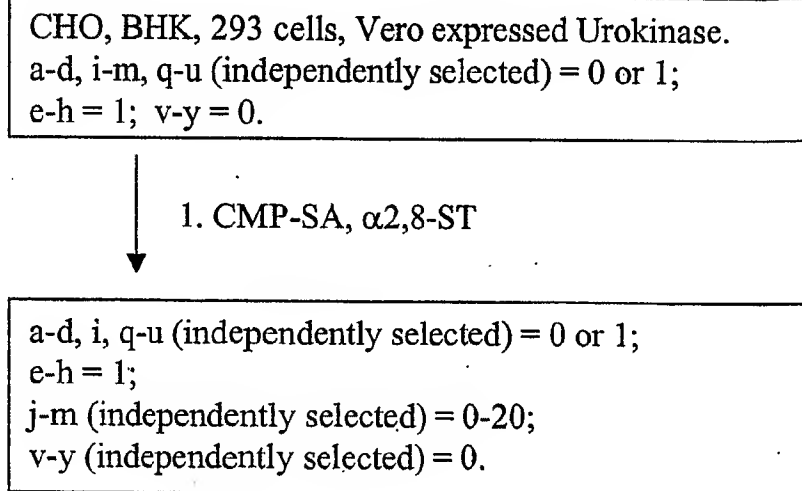 CHO, BHK, 293 cells, Vero expressed Urokinase.
a-d, i-m, q-u (independently selected) = 0 or 1;
e-h = 1; v-y = 0.
1. CMP-SA, α2,8-ST
a-d, i, q-u (independently selected) = 0 or 1;
e-h = 1;
j-m (independently selected) = 0-20;
v-y (independently selected) = 0.